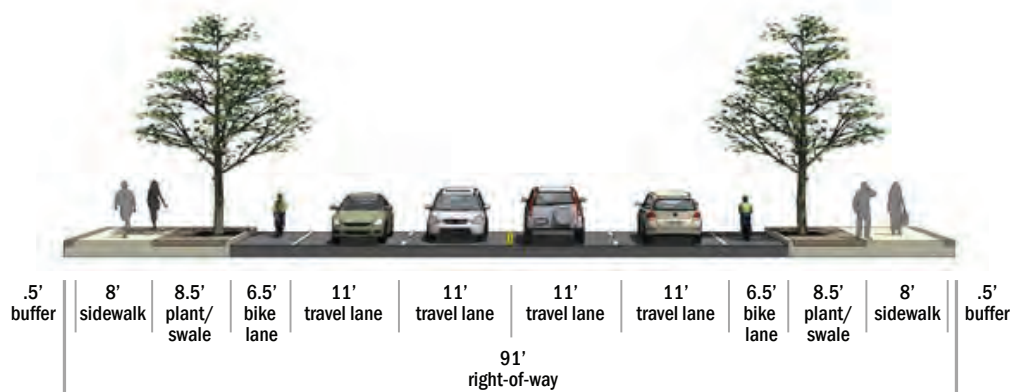 .5’ 8’ 8.5’ 6.5’ 11’ 11’ 11’ 11’ 6.5’ 8.5’ 8’ .5’
buffer sidewalk plant/ bike travel lane travel lane travel lane travel lane bike plant/ sidewalk buffer
swale lane lane swale
91’
right-of-way